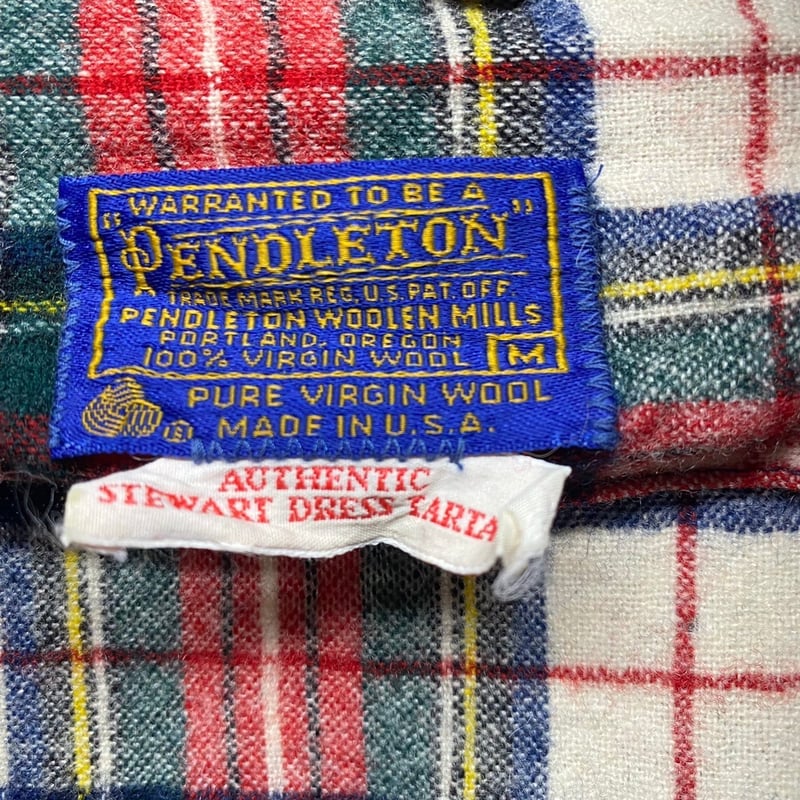 WARRANTED TO BE A
"PENDLETON"
TRADE MARK REG. U.S. PAT. OFF.
PENDLETON WOOLEN MILLS
PORTLAND, OREGON
100% VIRGIN WOOL M
PURE VIRGIN WOOL
MADE IN U.S.A.
AUTHENTIC
STEWART DRESS TARTA